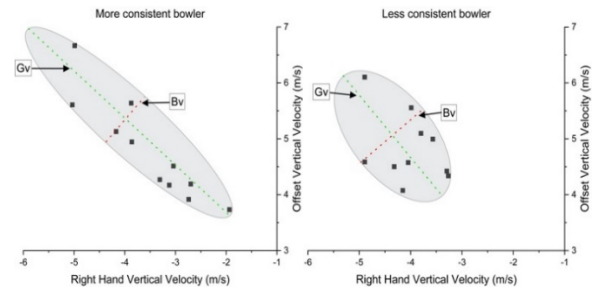 More consistent bowler
Gv
Bv
7
6
5
4
3
Offset Vertical Velocity (m/s)
-6
-5
-4
-3
-2
-1
Right Hand Vertical Velocity (m/s)
Less consistent bowler
Gv
Bv
7
6
5
4
3
Offset Vertical Velocity (m/s)
-6
-5
-4
-3
-2
-1
Right Hand Vertical Velocity (m/s)